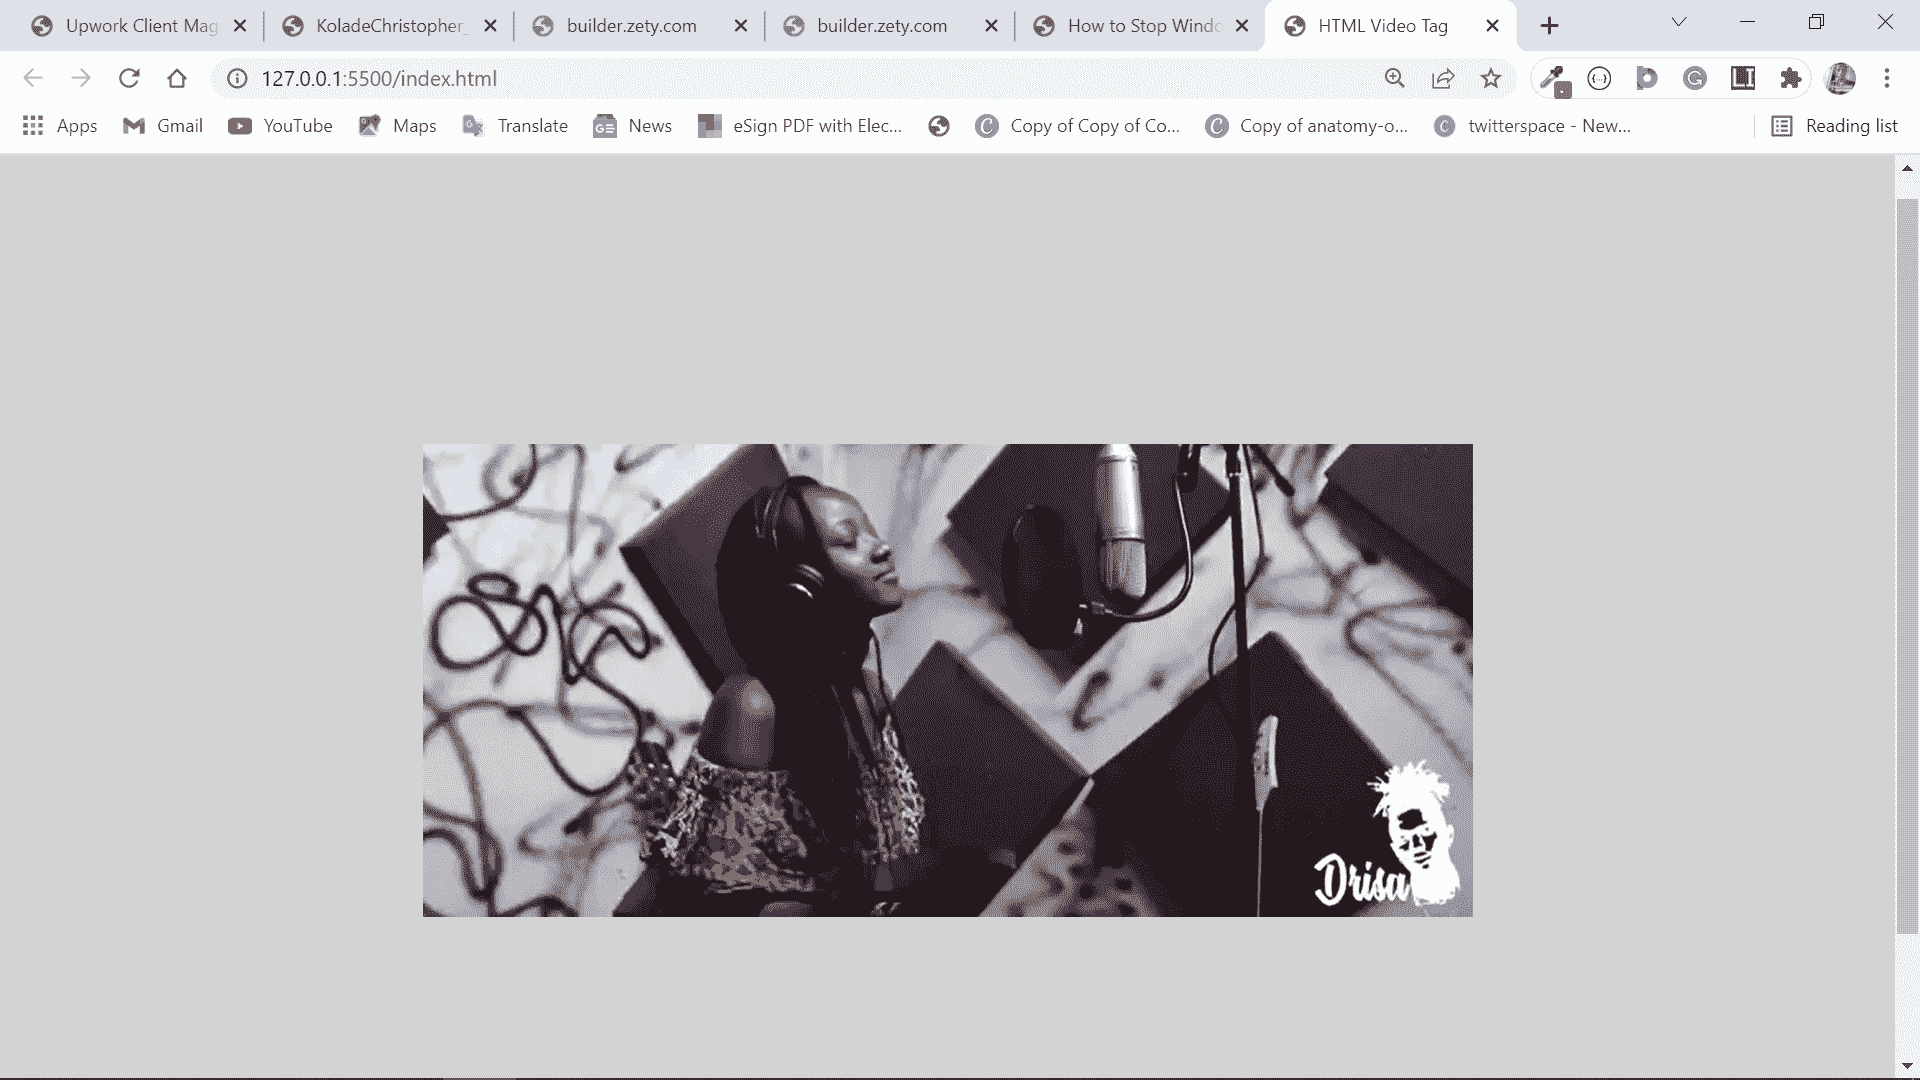 Upwork Client Mag
KoladeChristopher_
builder.zety.com
builder.zety.com
How to Stop Windo
HTML Video Tag
127.0.0.1:5500/index.html
Apps
Gmail
YouTube
Maps
Translate
News
eSign PDF with Elec...
Copy of Copy of Co...
Copy of anatomy-o...
twitterspace - New...
Reading list
Drisa